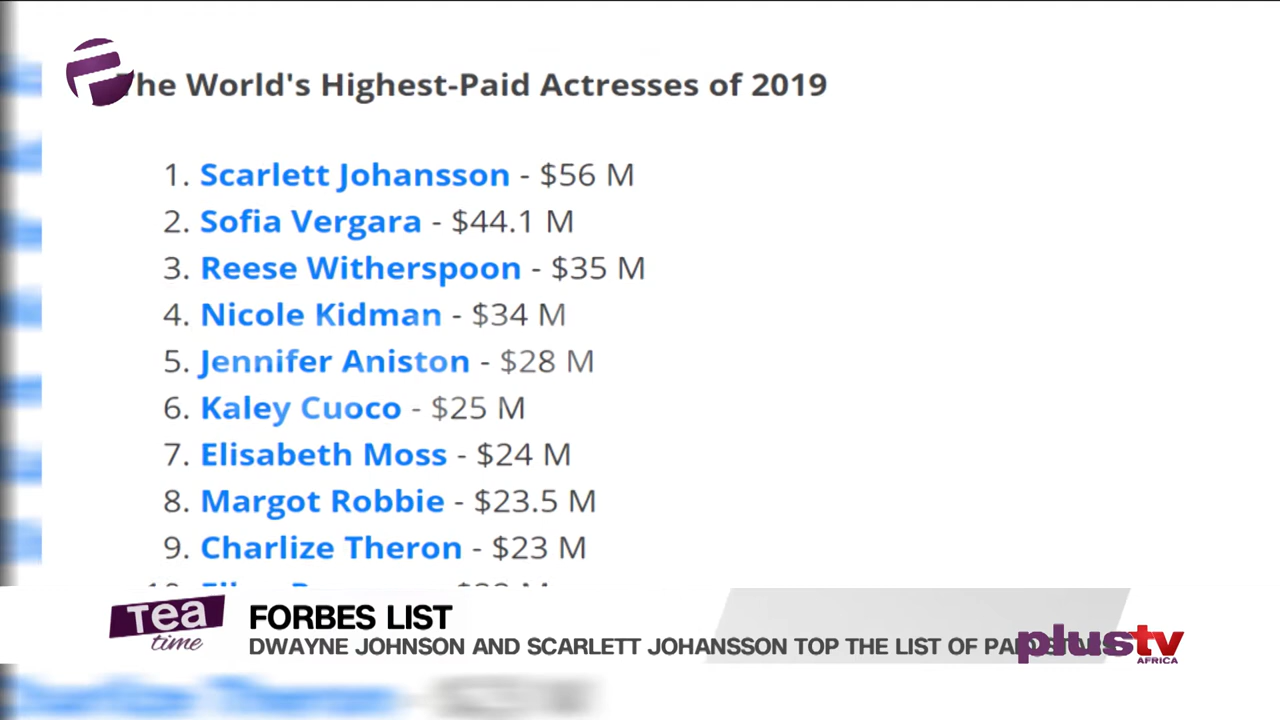 The World's Highest-Paid Actresses of 2019
1. Scarlett Johansson - $56 M
2. Sofia Vergara - $44.1 M
3. Reese Witherspoon - $35 M
4. Nicole Kidman - $34 M
5. Jennifer Aniston - $28 M
6. Kaley Cuoco - $25 M
7. Elisabeth Moss - $24 M
8. Margot Robbie - $23.5 M
9. Charlize Theron - $23 M
Tea time
FORBES LIST
DWAYNE JOHNSON AND SCARLETT JOHANSSON TOP THE LIST OF
plustv
AFRICA